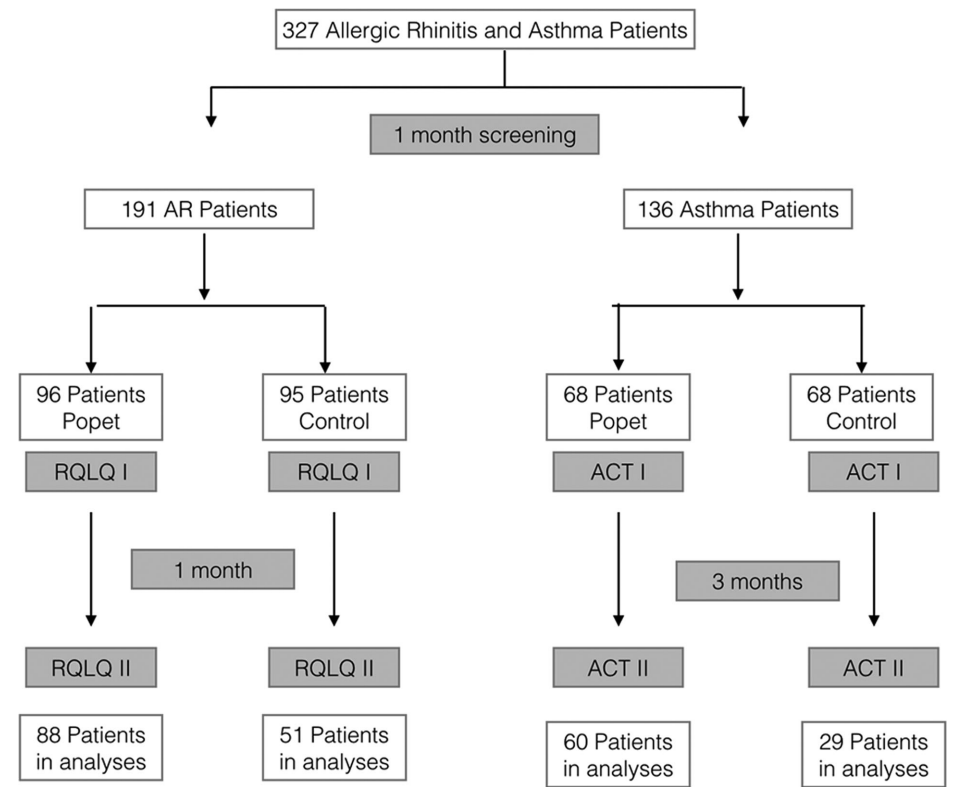 327 Allergic Rhinitis and Asthma Patients
1 month screening
191 AR Patients
136 Asthma Patients
96 Patients
Popet
95 Patients
Control
68 Patients
Popet
68 Patients
Control
RQLQ I
RQLQ I
ACT I
ACT I
1 month
3 months
RQLQ II
RQLQ II
ACT II
ACT II
88 Patients
in analyses
51 Patients
in analyses
60 Patients
in analyses
29 Patients
in analyses